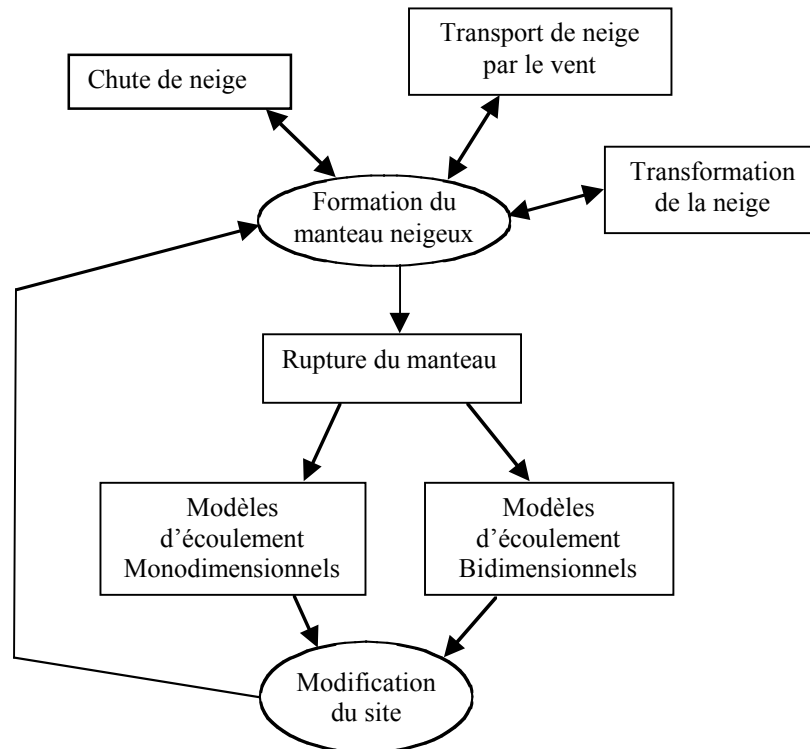 Transport de neige
par le vent
Chute de neige
Transformation
de la neige
Formation du
manteau neigeux
Rupture du manteau
Modèles
d'écoulement
Monodimensionnels
Modèles
d'écoulement
Bidimensionnels
Modification
du site